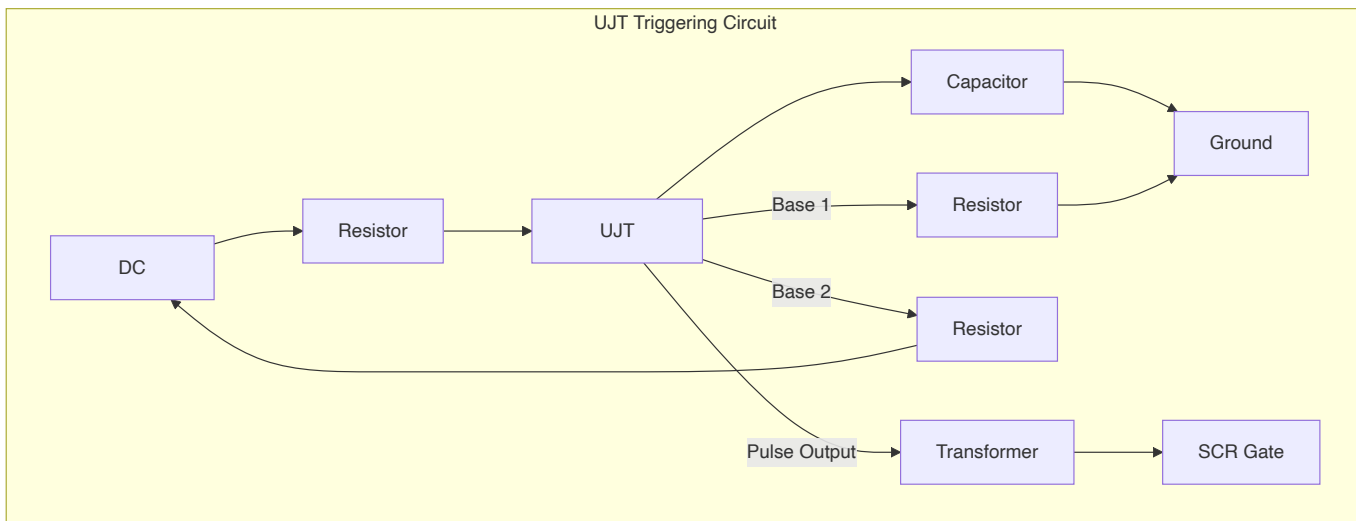 UJT Triggering Circuit
Capacitor
Ground
Base 1
Resistor
Resistor
UJT
DC
Base 2
Resistor
Pulse Output
Transformer
SCR Gate